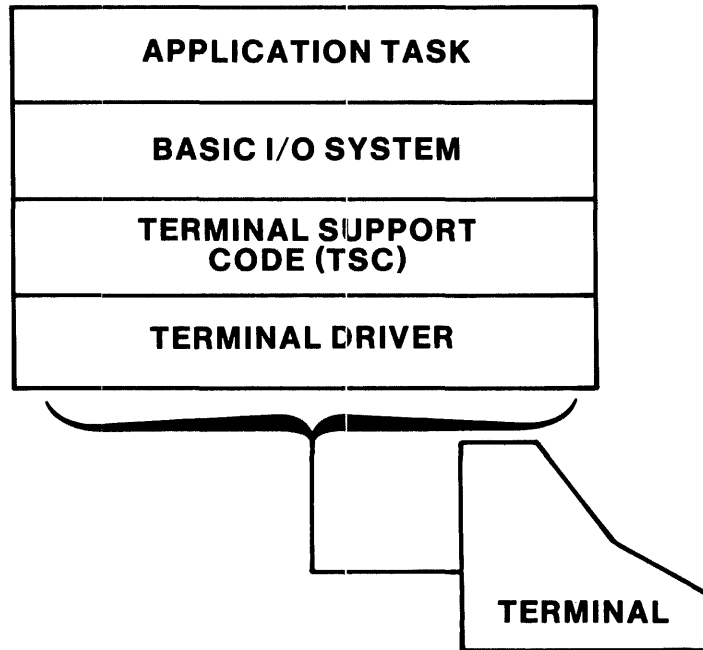 APPLICATION TASK
BASIC I/O SYSTEM
TERMINAL SUPPORT
CODE (TSC)
TERMINAL DRIVER
TERMINAL